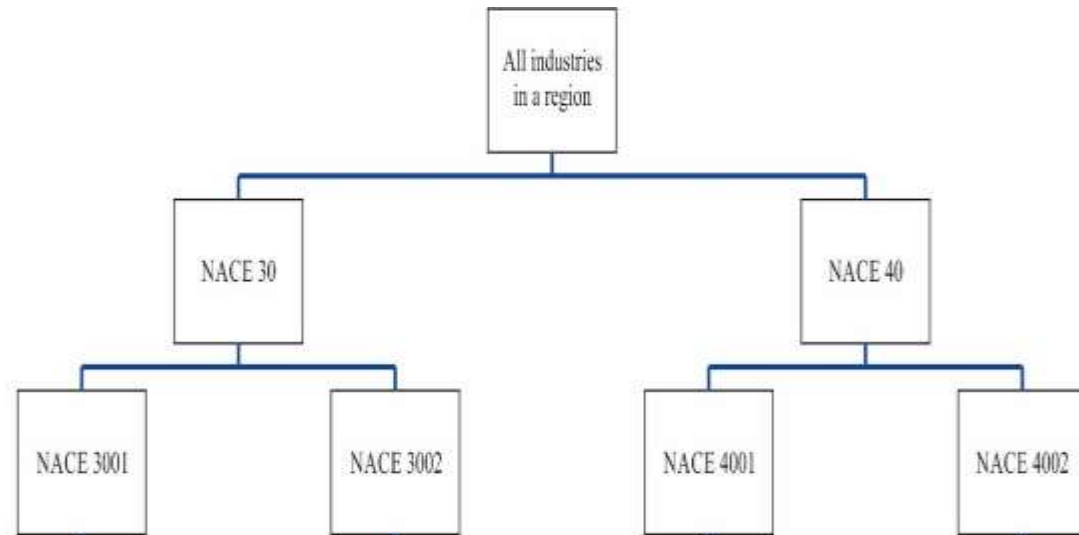 All industries
in a region
NACE 30
NACE 40
NACE 3001
NACE 3002
NACE 4001
NACE 4002